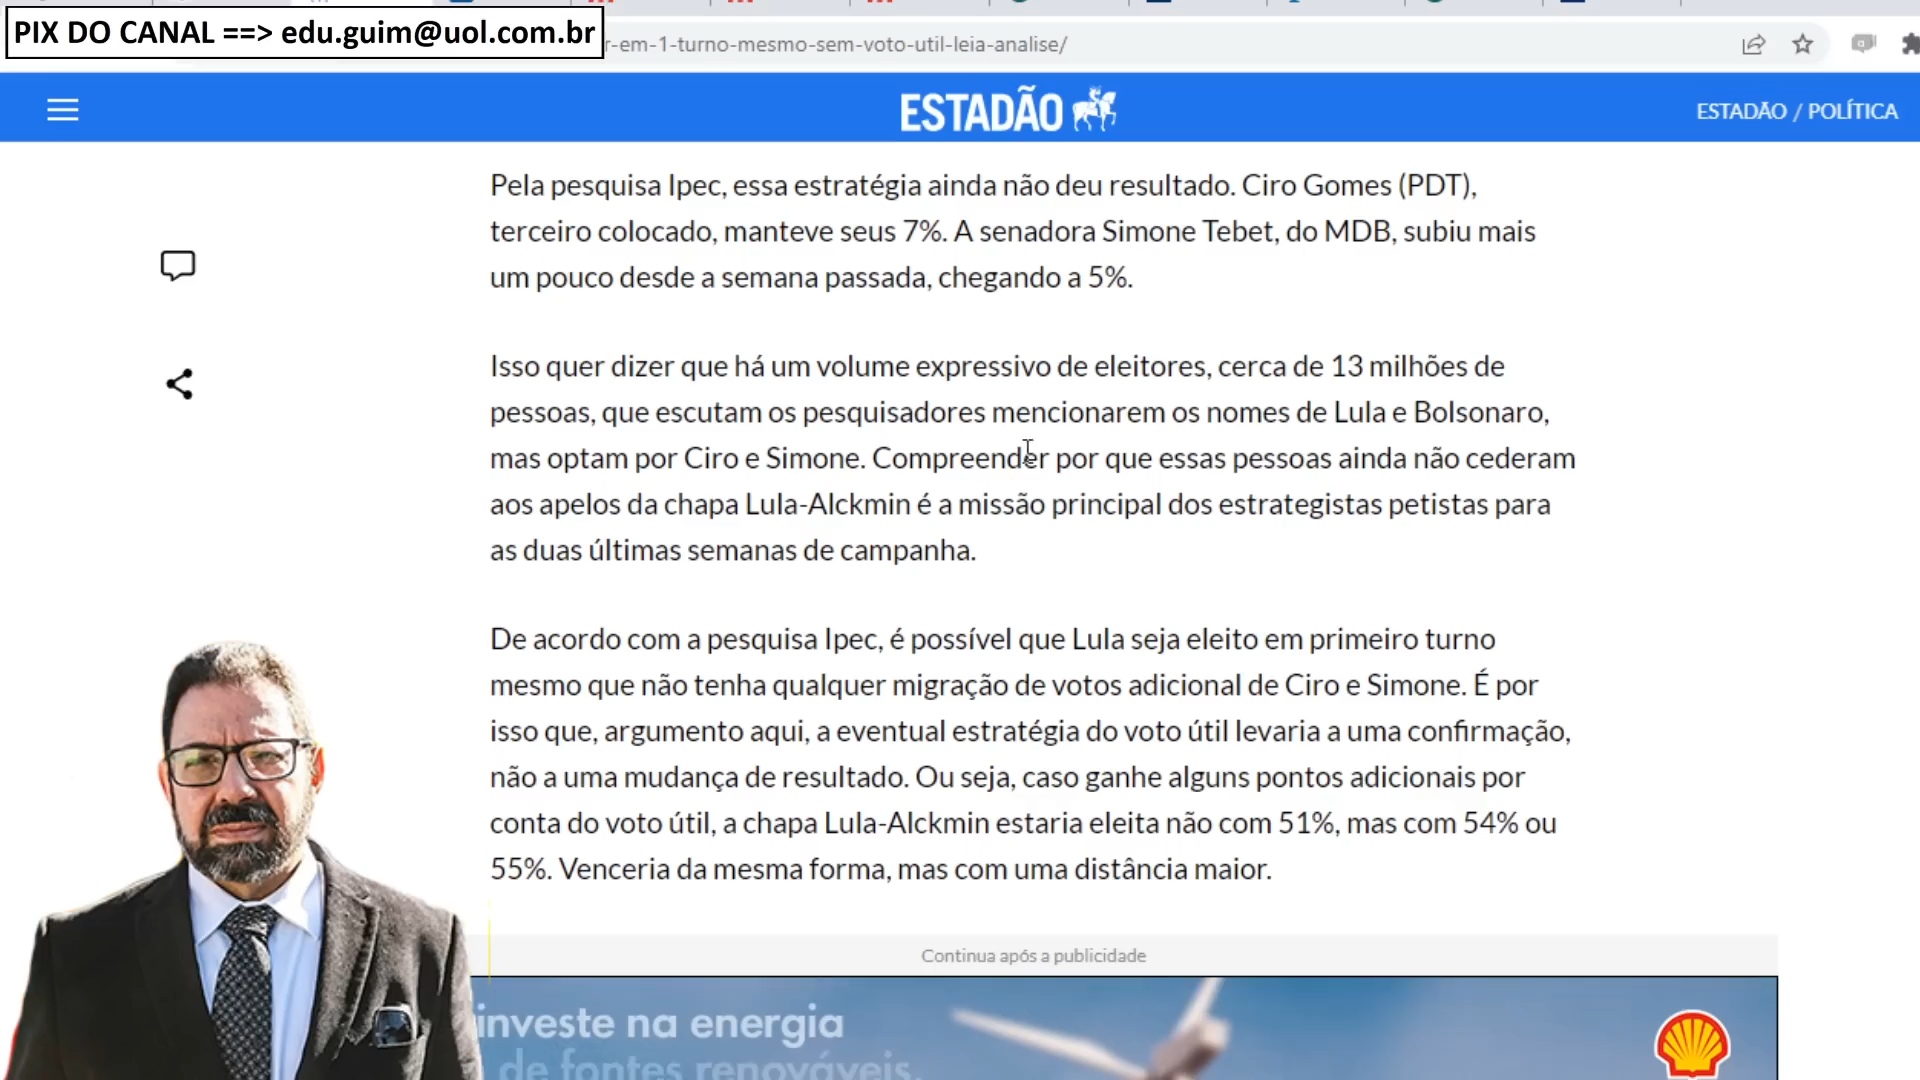 PIX DO CANAL ==> edu.guim@uol.com.br
r-em-1-turno-mesmo-sem-voto-util-leia-analise/
ESTADÃO
ESTADÃO / POLÍTICA
Pela pesquisa Ipec, essa estratégia ainda não deu resultado. Ciro Gomes (PDT),
terceiro colocado, manteve seus 7%. A senadora Simone Tebet, do MDB, subiu mais
um pouco desde a semana passada, chegando a 5%.
Isso quer dizer que há um volume expressivo de eleitores, cerca de 13 milhões de
pessoas, que escutam os pesquisadores mencionarem os nomes de Lula e Bolsonaro,
mas optam por Ciro e Simone. Compreender por que essas pessoas ainda não cederam
aos apelos da chapa Lula-Alckmin é a missão principal dos estrategistas petistas para
as duas últimas semanas de campanha.
De acordo com a pesquisa Ipec, é possível que Lula seja eleito em primeiro turno
mesmo que não tenha qualquer migração de votos adicional de Ciro e Simone. É por
isso que, argumento aqui, a eventual estratégia do voto útil levaria a uma confirmação,
não a uma mudança de resultado. Ou seja, caso ganhe alguns pontos adicionais por
conta do voto útil, a chapa Lula-Alckmin estaria eleita não com 51%, mas com 54% ou
55%. Venceria da mesma forma, mas com uma distância maior.
Continua após a publicidade
investe na energia
de fontes renováveis.